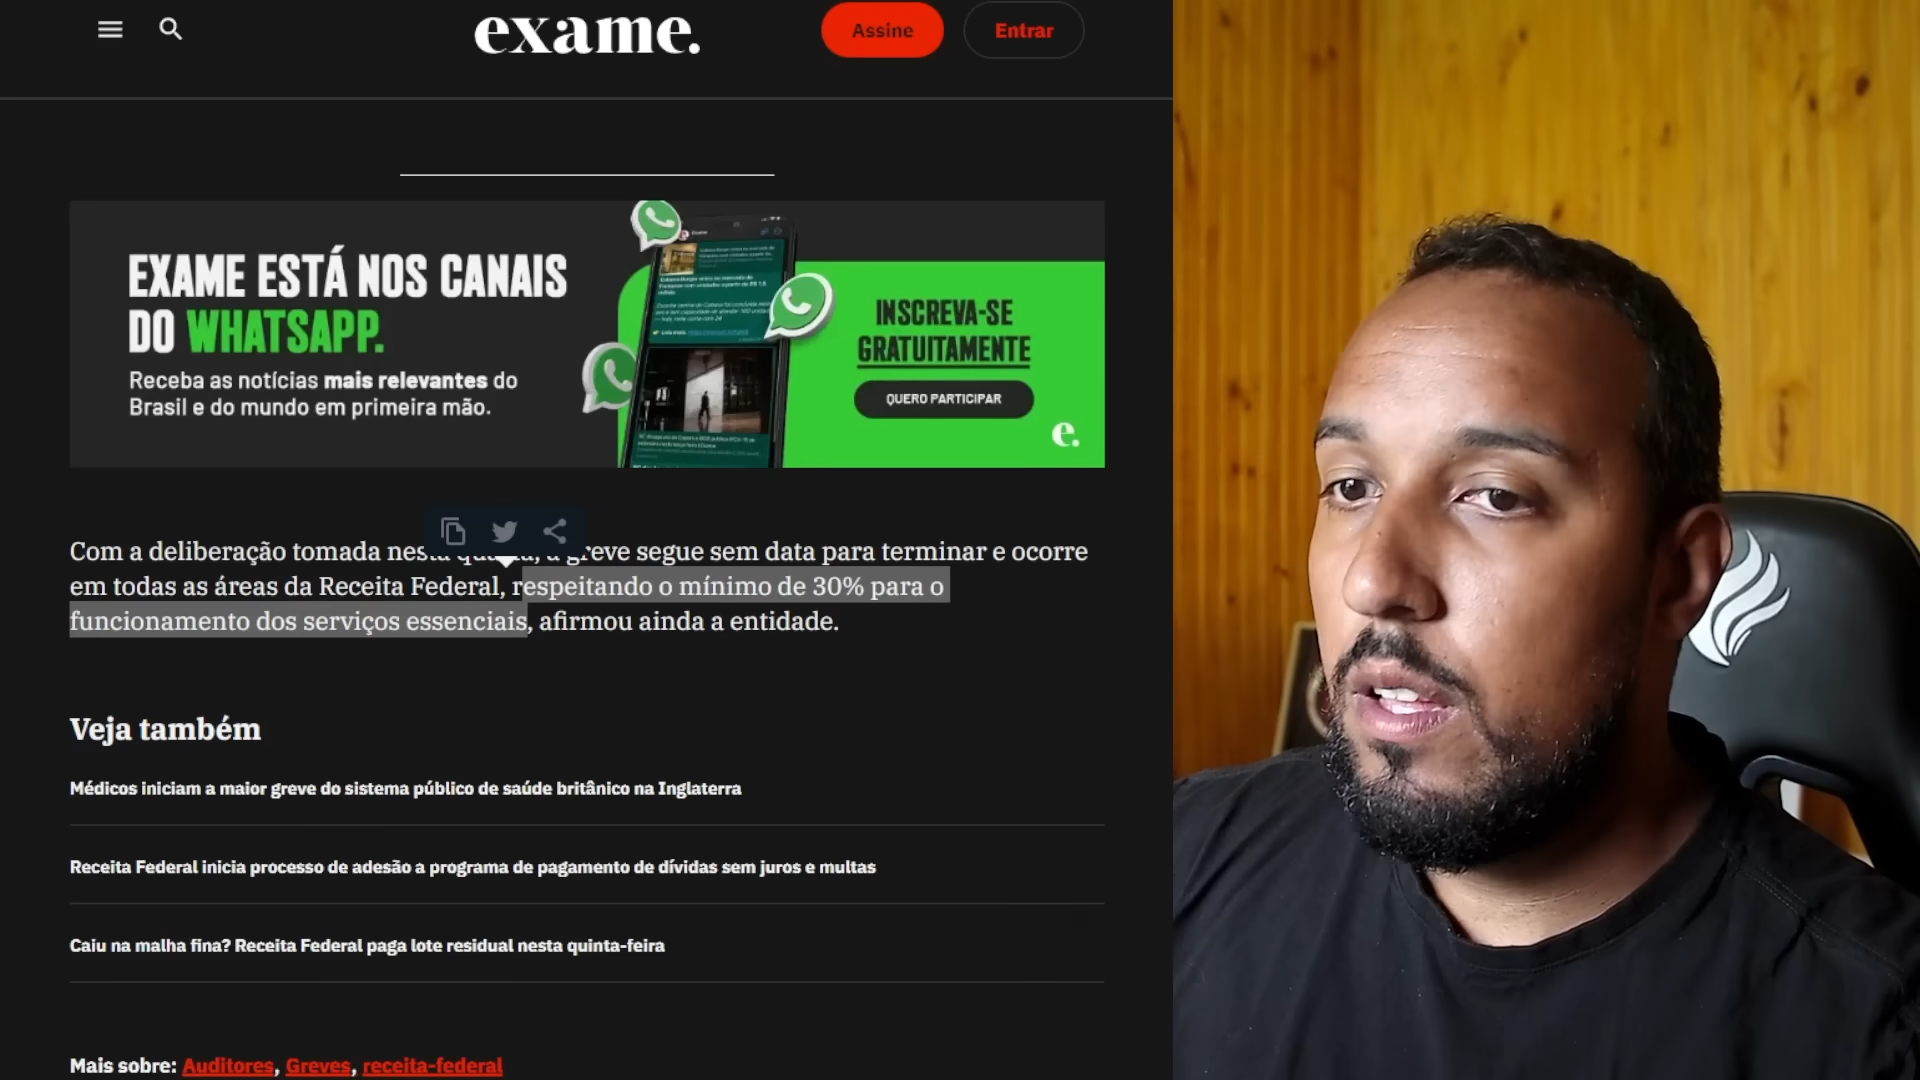 exame.
Assine
Entrar
EXAME ESTÁ NOS CANAIS
DO WHATSAPP.
Receba as notícias mais relevantes do
Brasil e do mundo em primeira mão.
INSCREVA-SE
GRATUITAMENTE
QUERO PARTICIPAR
e.
Com a deliberação tomada nesta quarta, a greve segue sem data para terminar e ocorre
em todas as áreas da Receita Federal, respeitando o mínimo de 30% para o
funcionamento dos serviços essenciais, afirmou ainda a entidade.
Veja também
Médicos iniciam a maior greve do sistema público de saúde britânico na Inglaterra
Receita Federal inicia processo de adesão a programa de pagamento de dívidas sem juros e multas
Caiu na malha fina? Receita Federal paga lote residual nesta quinta-feira
Mais sobre: Auditores, Greves, receita-federal